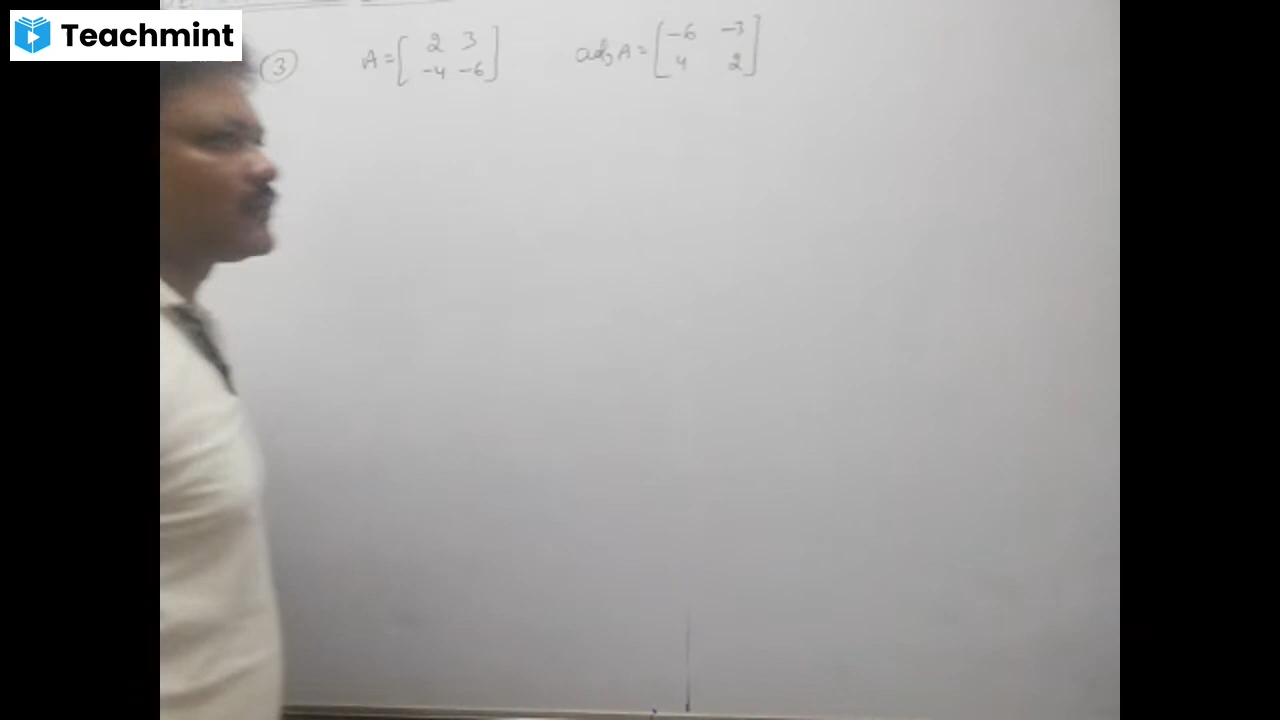 Teachmint
③ A = [ 2 3 ] adj A = [ -6 -3 ]
[ -4 -6 ] [ 4 2 ]